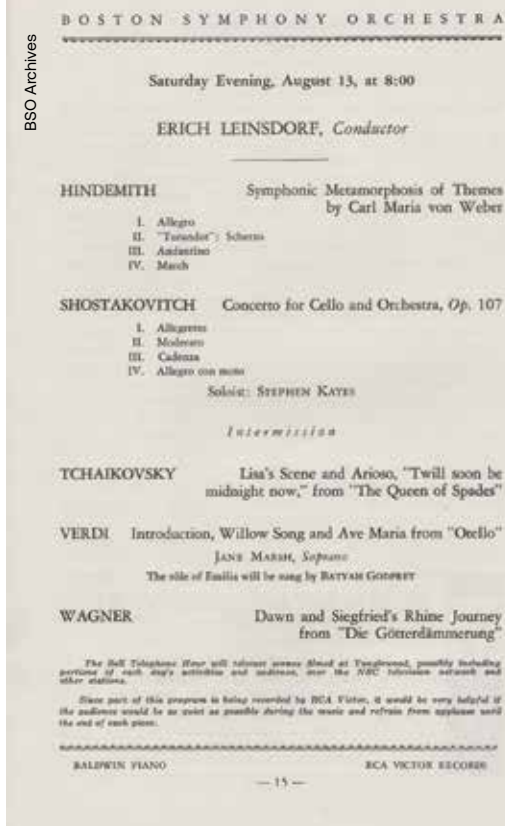 BOSTON SYMPHONY ORCHESTRA
BSO Archives
Saturday Evening, August 13, at 8:00
ERICH LEINSDORF, Conductor
HINDEMITH Symphonic Metamorphosis of Themes
by Carl Maria von Weber
I. Allegro
II. "Turandot": Scherzo
III. Andantino
IV. March
SHOSTAKOVITCH Concerto for Cello and Orchestra, Op. 107
I. Allegretto
II. Moderato
III. Cadenza
IV. Allegro con moto
Soloist: STEPHEN KATES
Intermission
TCHAIKOVSKY Lisa's Scene and Arioso, "Twill soon be
midnight now," from "The Queen of Spades"
VERDI Introduction, Willow Song and Ave Maria from "Otello"
JANE MARSH, Soprano
The rôle of Emilia will be sung by BATYAH GODFREY
WAGNER Dawn and Siegfried's Rhine Journey
from "Die Götterdämmerung"
The Bell Telephone Hour will televise scenes filmed at Tanglewood, possibly including
portions of each day's activities and audience, over the NBC television network and
other stations.
Since part of this program is being recorded by RCA Victor, it would be very helpful if
the audience would be as quiet as possible during the music and refrain from applause until
the end of each piece.
BALDWIN PIANO RCA VICTOR RECORDS
— 15 —